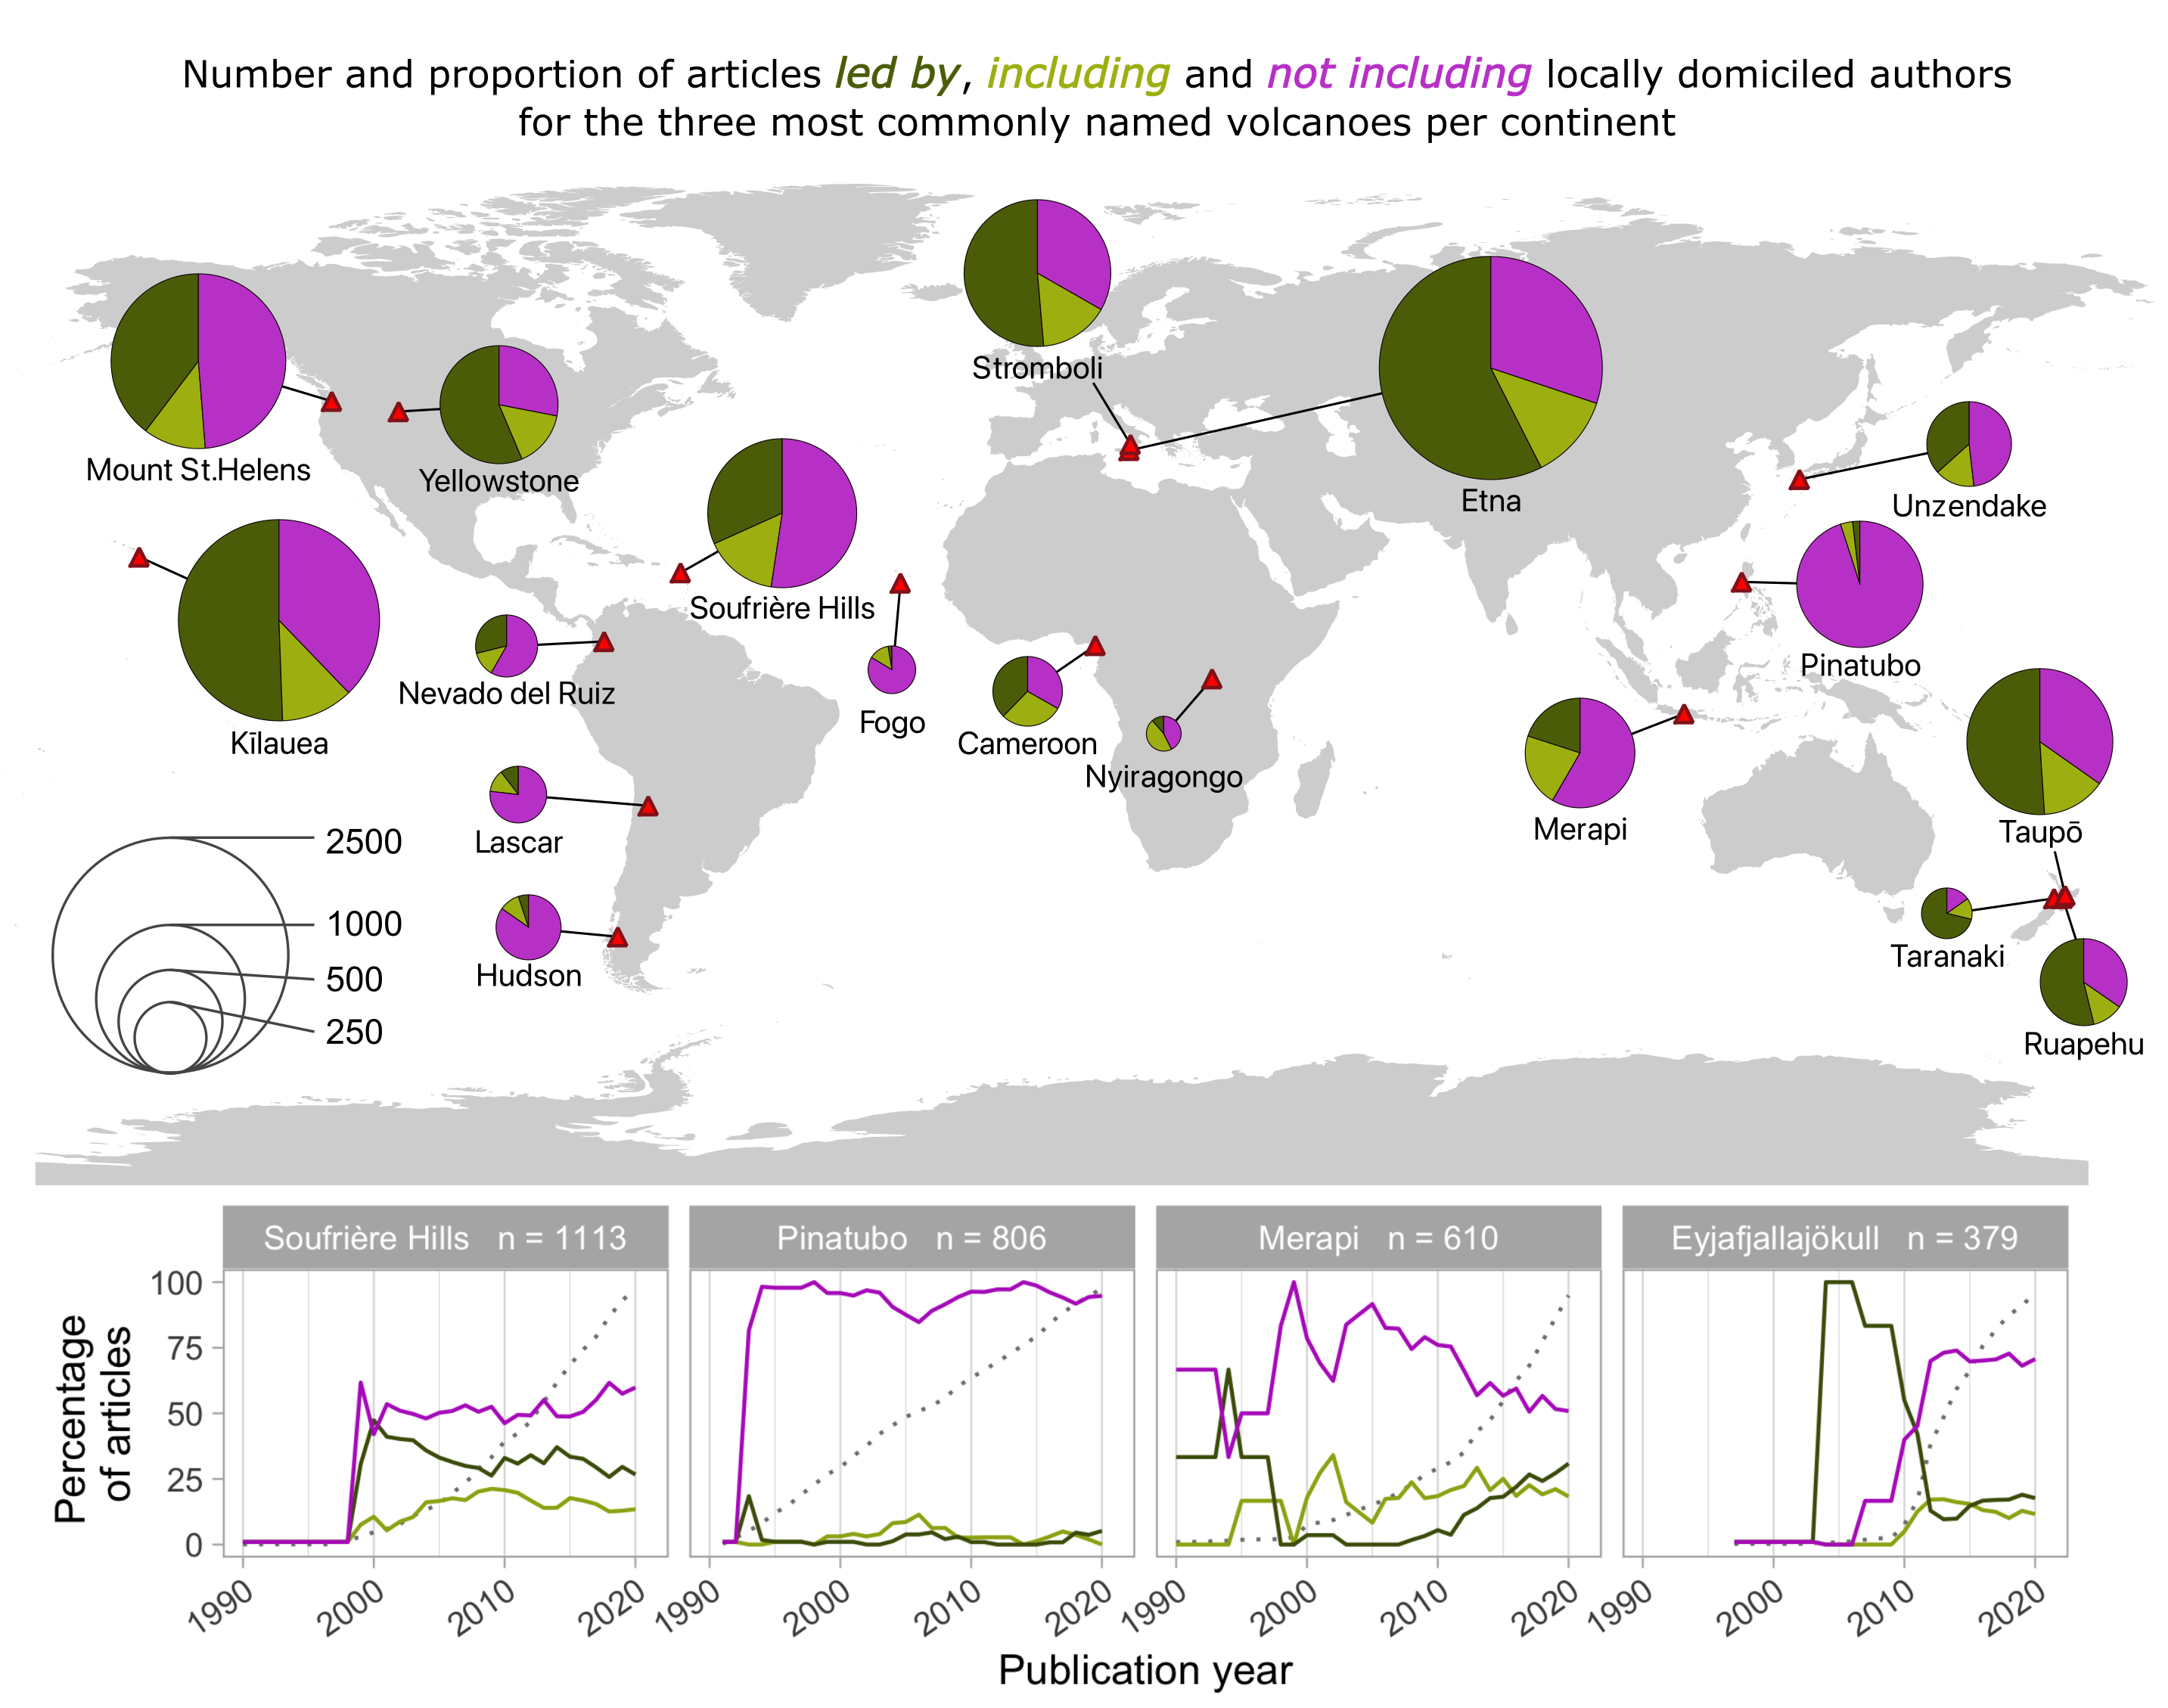 Number and proportion of articles led by, including and not including locally domiciled authors
for the three most commonly named volcanoes per continent
Stromboli
Etna
Mount St.Helens
Yellowstone
Unzendake
Soufrière Hills
Pinatubo
Kīlauea
Nevado del Ruiz
Fogo
Cameroon
Nyiragongo
Merapi
Taupō
Lascar
Taranaki
Hudson
Ruapehu
2500
1000
500
250
Soufrière Hills n = 1113
Pinatubo n = 806
Merapi n = 610
Eyjafjallajökull n = 379
Percentage
of articles
100
75
50
25
0
1990 2000 2010 2020
1990 2000 2010 2020
1990 2000 2010 2020
1990 2000 2010 2020
Publication year